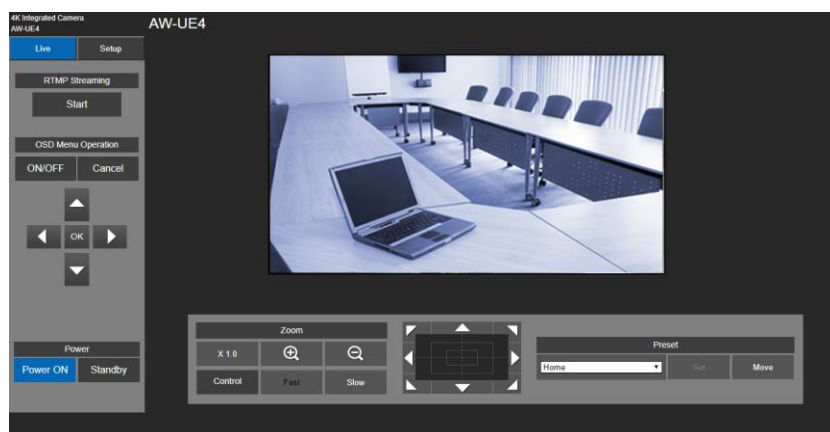 4K Integrated Camera
AW-UE4
AW-UE4
Live Setup
RTMP Streaming
Start
OSD Menu Operation
ON/OFF Cancel
OK
Power
Power ON Standby
Zoom
X 1.0
Control Fast Slow
Preset
Home Set Move